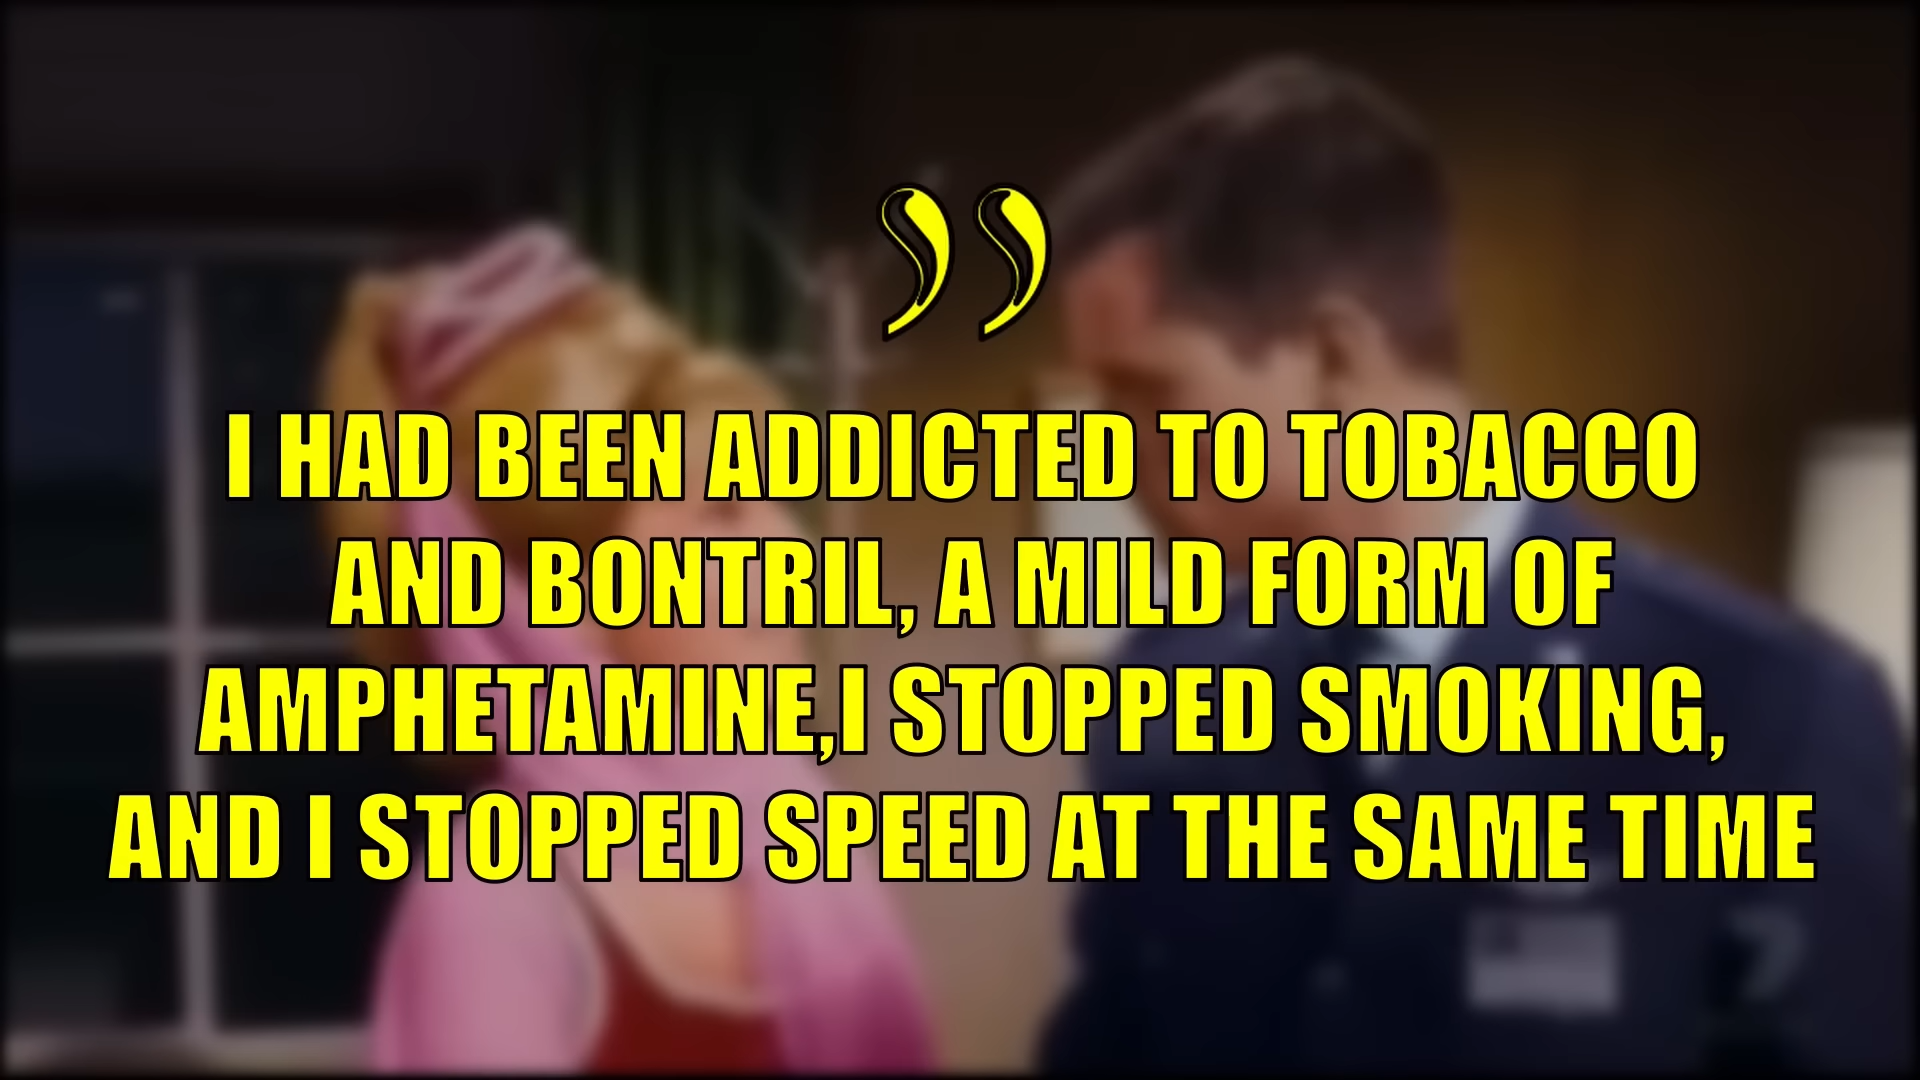 ”
I HAD BEEN ADDICTED TO TOBACCO
AND BONTRIL, A MILD FORM OF
AMPHETAMINE,I STOPPED SMOKING,
AND I STOPPED SPEED AT THE SAME TIME